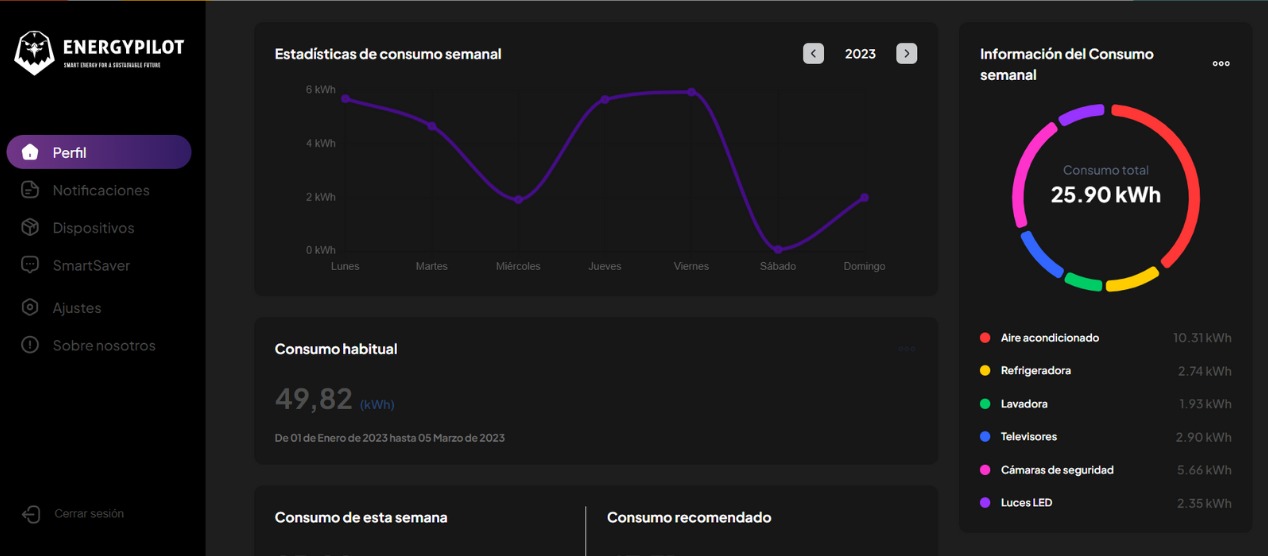 ENERGYPILOT
SMART ENERGY FOR A SUSTAINABLE FUTURE
Perfil
Notificaciones
Dispositivos
SmartSaver
Ajustes
Sobre nosotros
Cerrar sesión
Estadísticas de consumo semanal
2023
6 kWh
4 kWh
2 kWh
0 kWh
Lunes Martes Miércoles Jueves Viernes Sábado Domingo
Consumo habitual
49,82 (kWh)
De 01 de Enero de 2023 hasta 05 Marzo de 2023
Consumo de esta semana
Consumo recomendado
Información del Consumo
semanal
Consumo total
25.90 kWh
Aire acondicionado 10.31 kWh
Refrigeradora 2.74 kWh
Lavadora 1.93 kWh
Televisores 2.90 kWh
Cámaras de seguridad 5.66 kWh
Luces LED 2.35 kWh